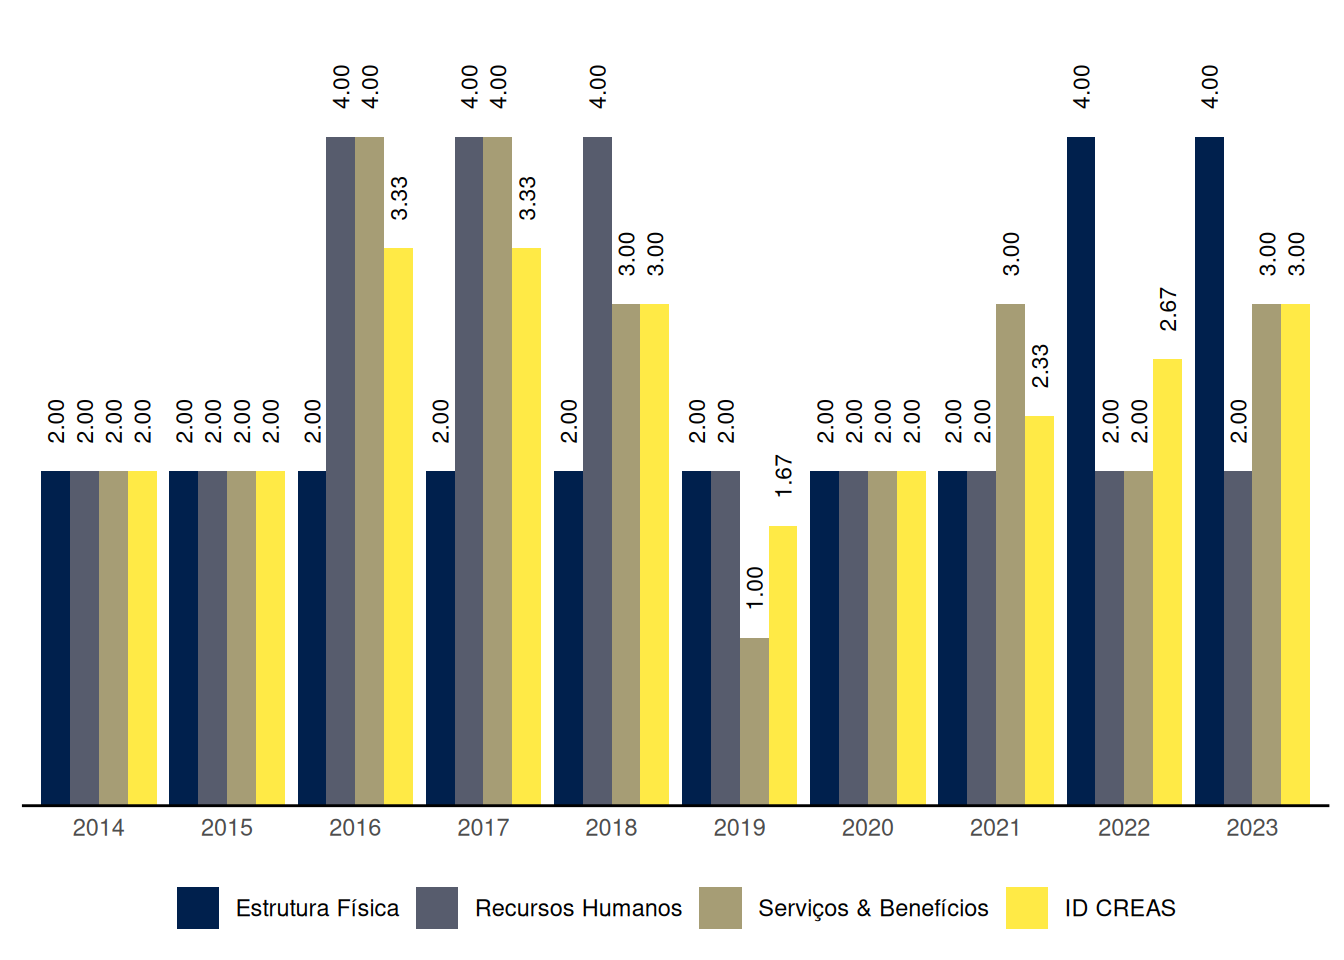 4.00 4.00 4.00 4.00 4.00 4.00 4.00
3.33 3.33
3.00 3.00 3.00 3.00 3.00
2.67
2.33
2.00 2.00 2.00 2.00 2.00 2.00 2.00 2.00 2.00 2.00 2.00 2.00 2.00 2.00 2.00 2.00 2.00 2.00 2.00 2.00 2.00 2.00
1.67
1.00
2014 2015 2016 2017 2018 2019 2020 2021 2022 2023
Estrutura Física Recursos Humanos Serviços & Benefícios ID CREAS